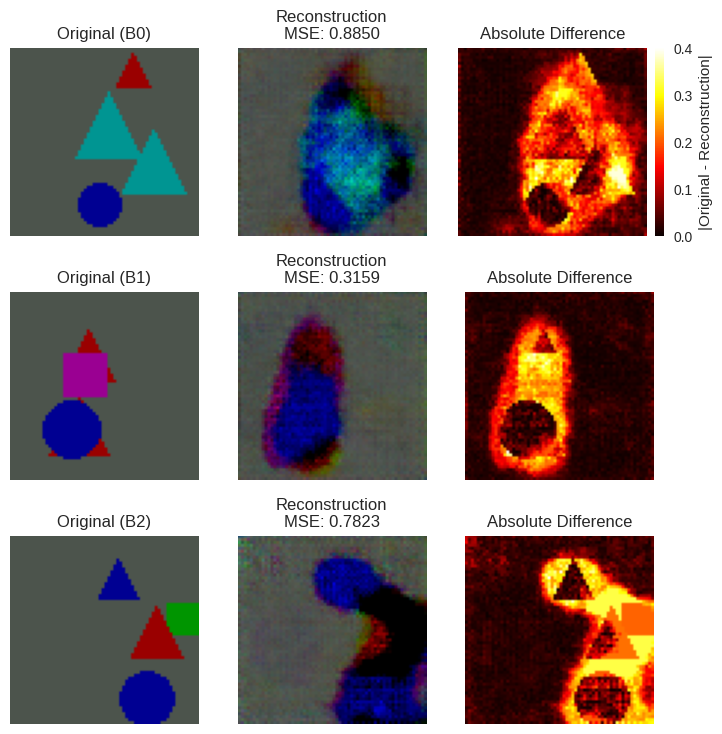 Original (B0)
Reconstruction
MSE: 0.8850
Absolute Difference
0.4
0.3
0.2
0.1
0.0
|Original - Reconstruction|
Original (B1)
Reconstruction
MSE: 0.3159
Absolute Difference
Original (B2)
Reconstruction
MSE: 0.7823
Absolute Difference